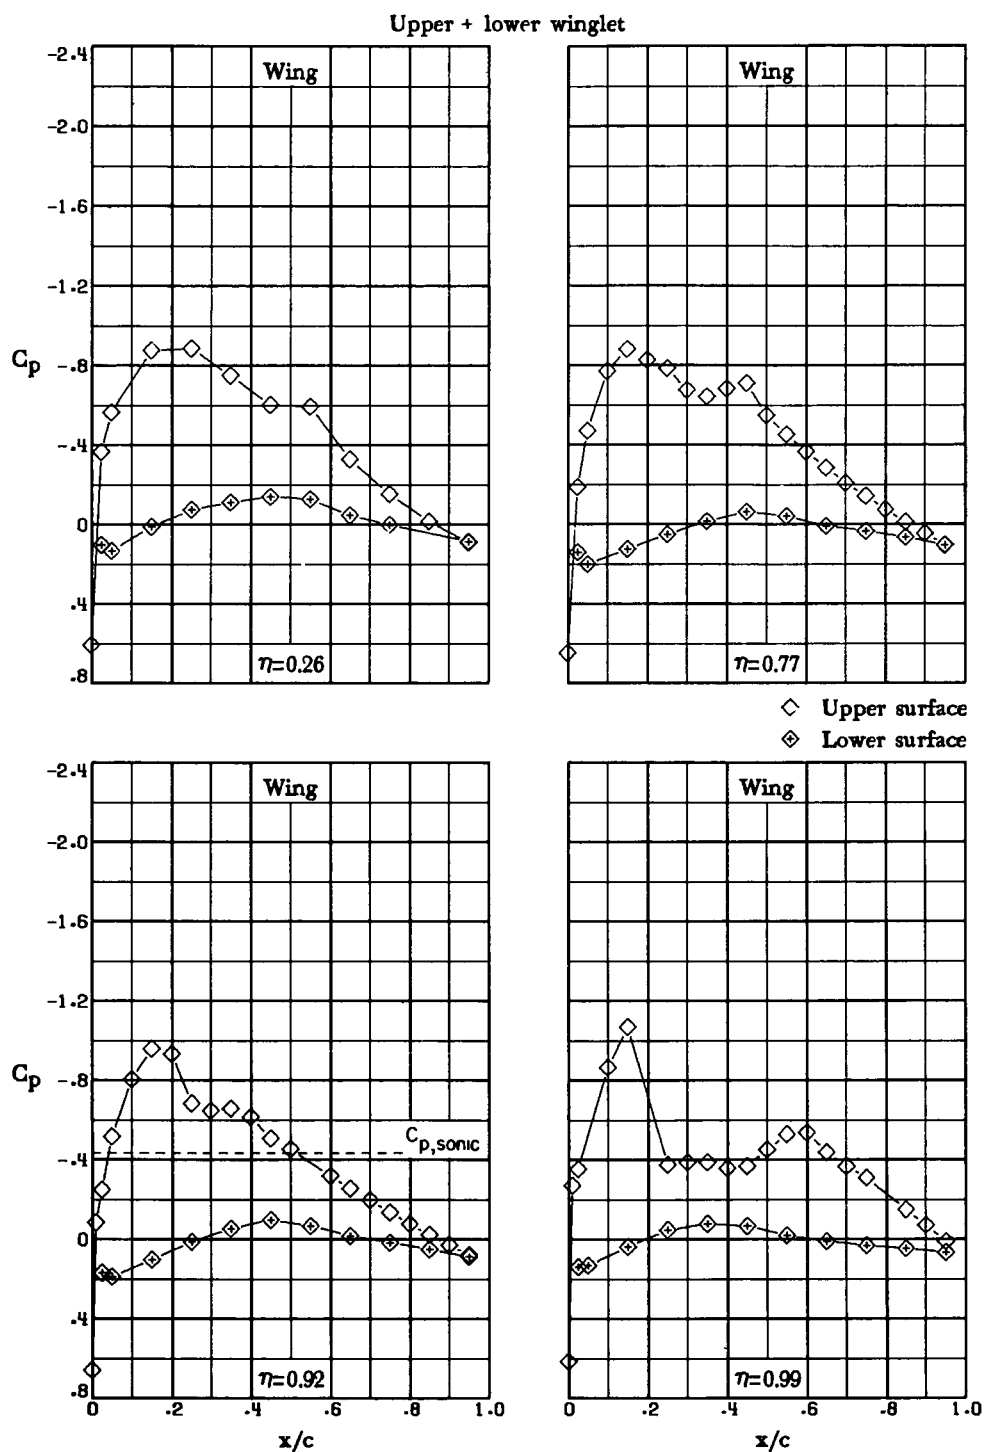 Upper + lower winglet
-2.4
-2.0
-1.6
-1.2
-.8
-.4
0
.4
.8
Cp
Wing
η=0.26
Wing
η=0.77
Upper surface
Lower surface
-2.4
-2.0
-1.6
-1.2
-.8
-.4
0
.4
.8
Cp
Wing
Cp,sonic
η=0.92
0 .2 .4 .6 .8 1.0
x/c
Wing
η=0.99
0 .2 .4 .6 .8 1.0
x/c